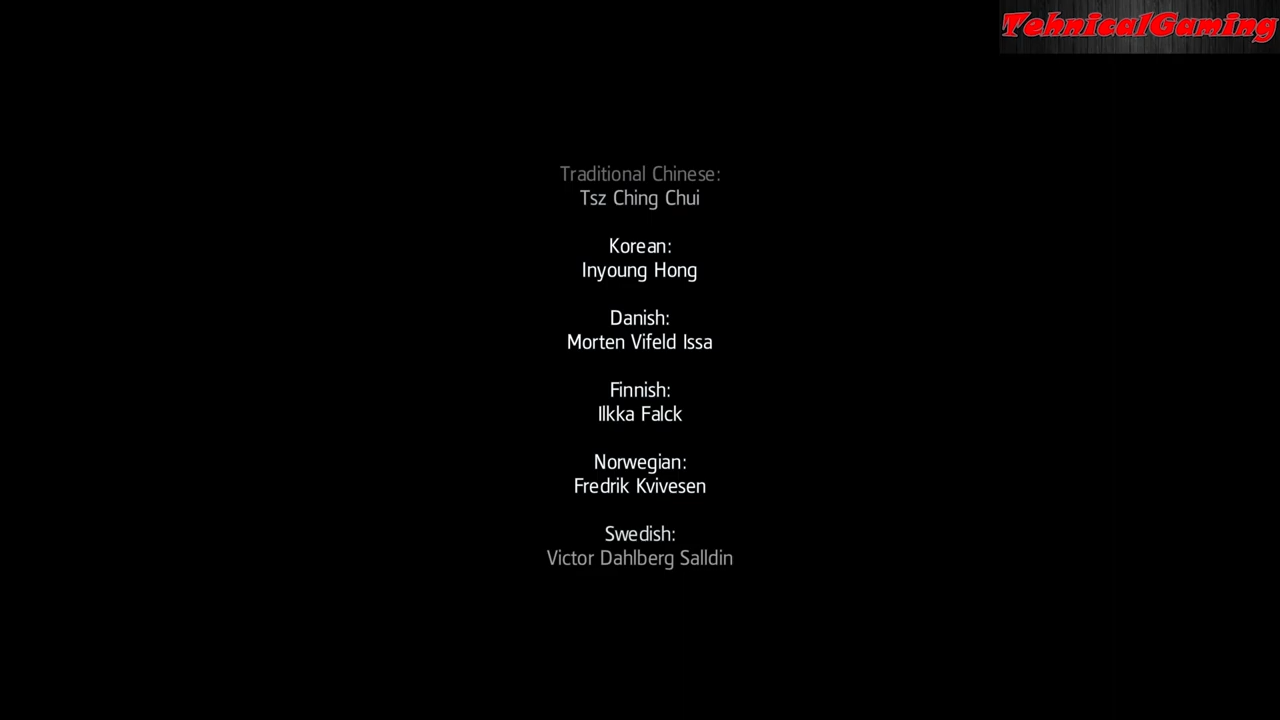 TehnicalGaming
Traditional Chinese:
Tsz Ching Chui
Korean:
Inyoung Hong
Danish:
Morten Vifeld Issa
Finnish:
Ilkka Falck
Norwegian:
Fredrik Kvivesen
Swedish:
Victor Dahlberg Salldin